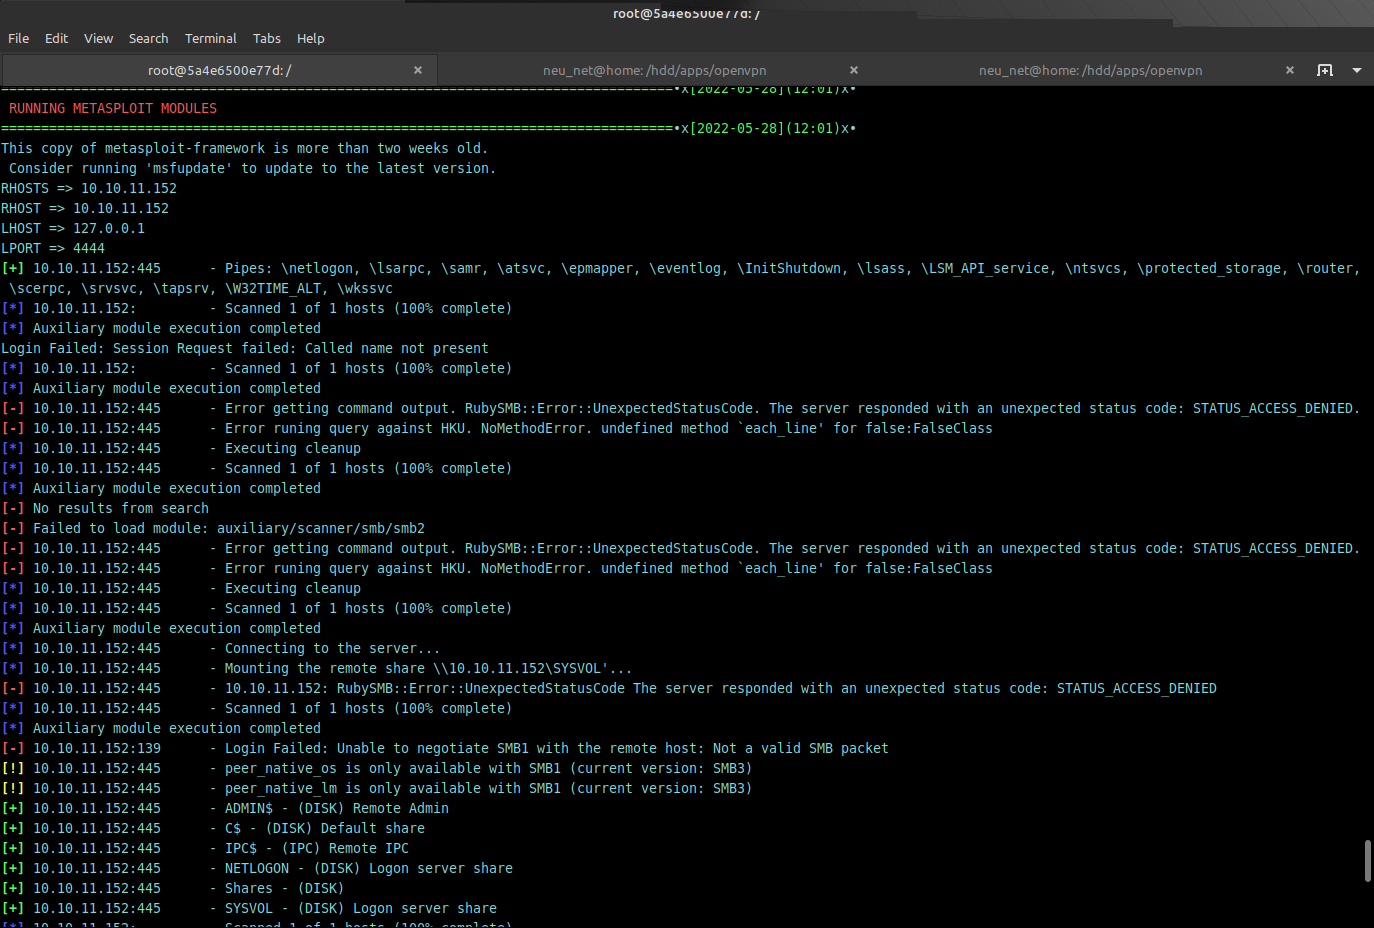 root@5a4e6500e77d: /
File Edit View Search Terminal Tabs Help
root@5a4e6500e77d: / × neu_net@home: /hdd/apps/openvpn × neu_net@home: /hdd/apps/openvpn ×
====================================================================================•x[2022-05-28](12:01)x•
RUNNING METASPLOIT MODULES
====================================================================================•x[2022-05-28](12:01)x•
This copy of metasploit-framework is more than two weeks old.
Consider running 'msfupdate' to update to the latest version.
RHOSTS => 10.10.11.152
RHOST => 10.10.11.152
LHOST => 127.0.0.1
LPORT => 4444
[+] 10.10.11.152:445 - Pipes: \netlogon, \lsarpc, \samr, \atsvc, \epmapper, \eventlog, \InitShutdown, \lsass, \LSM_API_service, \ntsvcs, \protected_storage, \router,
\scerpc, \srvsvc, \tapsrv, \W32TIME_ALT, \wkssvc
[*] 10.10.11.152: - Scanned 1 of 1 hosts (100% complete)
[*] Auxiliary module execution completed
Login Failed: Session Request failed: Called name not present
[*] 10.10.11.152: - Scanned 1 of 1 hosts (100% complete)
[*] Auxiliary module execution completed
[-] 10.10.11.152:445 - Error getting command output. RubySMB::Error::UnexpectedStatusCode. The server responded with an unexpected status code: STATUS_ACCESS_DENIED.
[-] 10.10.11.152:445 - Error runing query against HKU. NoMethodError. undefined method `each_line' for false:FalseClass
[*] 10.10.11.152:445 - Executing cleanup
[*] 10.10.11.152:445 - Scanned 1 of 1 hosts (100% complete)
[*] Auxiliary module execution completed
[-] No results from search
[-] Failed to load module: auxiliary/scanner/smb/smb2
[-] 10.10.11.152:445 - Error getting command output. RubySMB::Error::UnexpectedStatusCode. The server responded with an unexpected status code: STATUS_ACCESS_DENIED.
[-] 10.10.11.152:445 - Error runing query against HKU. NoMethodError. undefined method `each_line' for false:FalseClass
[*] 10.10.11.152:445 - Executing cleanup
[*] 10.10.11.152:445 - Scanned 1 of 1 hosts (100% complete)
[*] Auxiliary module execution completed
[*] 10.10.11.152:445 - Connecting to the server...
[*] 10.10.11.152:445 - Mounting the remote share \\10.10.11.152\SYSVOL'...
[-] 10.10.11.152:445 - 10.10.11.152: RubySMB::Error::UnexpectedStatusCode The server responded with an unexpected status code: STATUS_ACCESS_DENIED
[*] 10.10.11.152:445 - Scanned 1 of 1 hosts (100% complete)
[*] Auxiliary module execution completed
[-] 10.10.11.152:139 - Login Failed: Unable to negotiate SMB1 with the remote host: Not a valid SMB packet
[!] 10.10.11.152:445 - peer_native_os is only available with SMB1 (current version: SMB3)
[!] 10.10.11.152:445 - peer_native_lm is only available with SMB1 (current version: SMB3)
[+] 10.10.11.152:445 - ADMIN$ - (DISK) Remote Admin
[+] 10.10.11.152:445 - C$ - (DISK) Default share
[+] 10.10.11.152:445 - IPC$ - (IPC) Remote IPC
[+] 10.10.11.152:445 - NETLOGON - (DISK) Logon server share
[+] 10.10.11.152:445 - Shares - (DISK)
[+] 10.10.11.152:445 - SYSVOL - (DISK) Logon server share
[*] 10.10.11.152: - Scanned 1 of 1 hosts (100% complete)